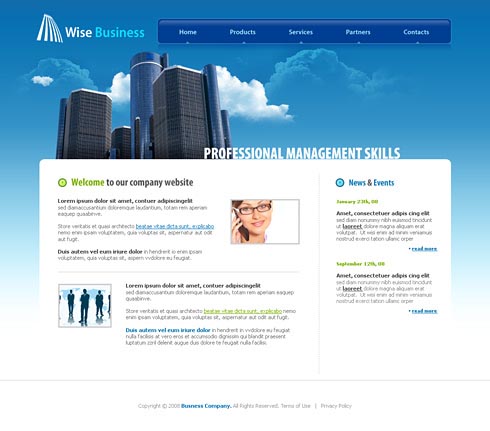 Wise Business
Home Products Services Partners Contacts
PROFESSIONAL MANAGEMENT SKILLS
Welcome to our company website
Lorem ipsum dolor sit amet, contuer adipiscingelit
sed diamaccusantium doloremque laudantium, totam rem aperiam
eaque quasibirve.
Store veritatis et quasi architecto beatae vitae dicta sunt, explicabo
nemo enim ipsam voluptatem, quia voluptas sit, aspernatur aut odit
aut fugit.
Duis autem vel eum iriure dolor in hendrerit io enim ipsam
voluptatem, quia voluptas. Upsam v iverdn eu feugiat.
Lorem ipsum dolor sit amet, contuer adipiscingelit
sed diamaccusantium doloremque laudantium, totam rem aperiam
eaque quasibirve.
Store veritatis et quasi architecto beatae vitae dicta sunt, explicabo nemo
enim ipsam voluptatem, quia voluptas sit, aspernatur aut odit aut fugit.
Duis autem vel eum iriure dolor in hendrerit in vvdolore eu feugiat
nulla facilisis at vero eros et accumsdio dignissim qui blandit praesent
luptatum zzril delenit augue duis dolore te feugait nulla facilisi.
News & Events
January 23th, 08
Amet, consectetuer adipis cing elit
sed diam nonummy nibh euismod tincidunt
ut laoreet dolore magna aliquam erat
volutpat. Ut wisi enim ad minim veniamus
nostrud exerci tation ullamc orper
read more
September 12th, 08
Amet, consectetuer adipis cing elit
sed diam nonummy nibh euismod tincidunt
ut laoreet dolore magna aliquam erat
volutpat. Ut wisi enim ad minim veniamus
nostrud exerci tation ullamc orper
read more
Copyright © 2008 Business Company. All Rights Reserved. Terms of Use | Privacy Policy